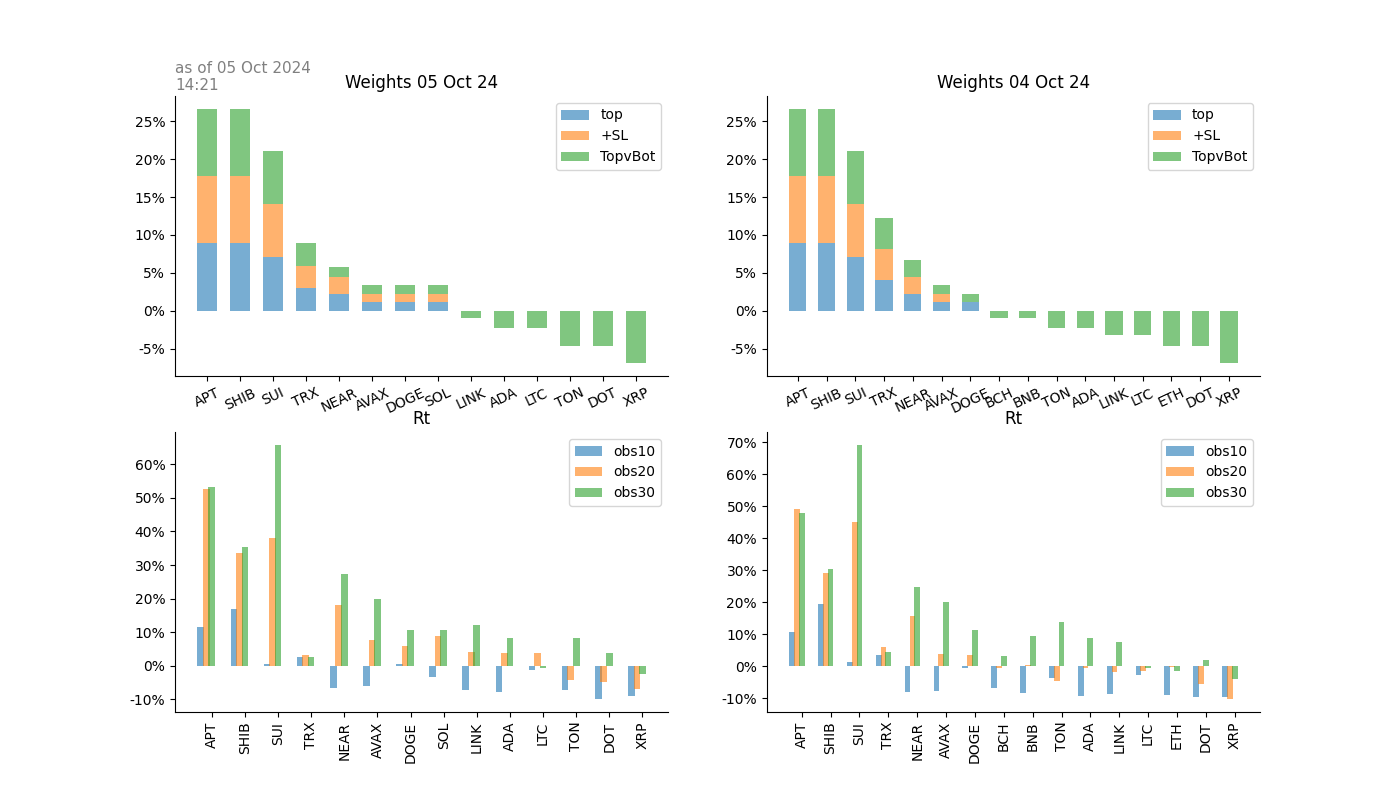 as of 05 Oct 2024
14:21
Weights 05 Oct 24
25%
20%
15%
10%
5%
0%
-5%
top
+SL
TopvBot
APT SHIB SUI TRX NEAR AVAX DOGE SOL LINK ADA LTC TON DOT XRP
Weights 04 Oct 24
25%
20%
15%
10%
5%
0%
-5%
top
+SL
TopvBot
APT SHIB SUI TRX NEAR AVAX DOGE BCH BNB TON ADA LINK LTC ETH DOT XRP
Rt
60%
50%
40%
30%
20%
10%
0%
-10%
obs10
obs20
obs30
APT SHIB SUI TRX NEAR AVAX DOGE SOL LINK ADA LTC TON DOT XRP
Rt
70%
60%
50%
40%
30%
20%
10%
0%
-10%
obs10
obs20
obs30
APT SHIB SUI TRX NEAR AVAX DOGE BCH BNB TON ADA LINK LTC ETH DOT XRP